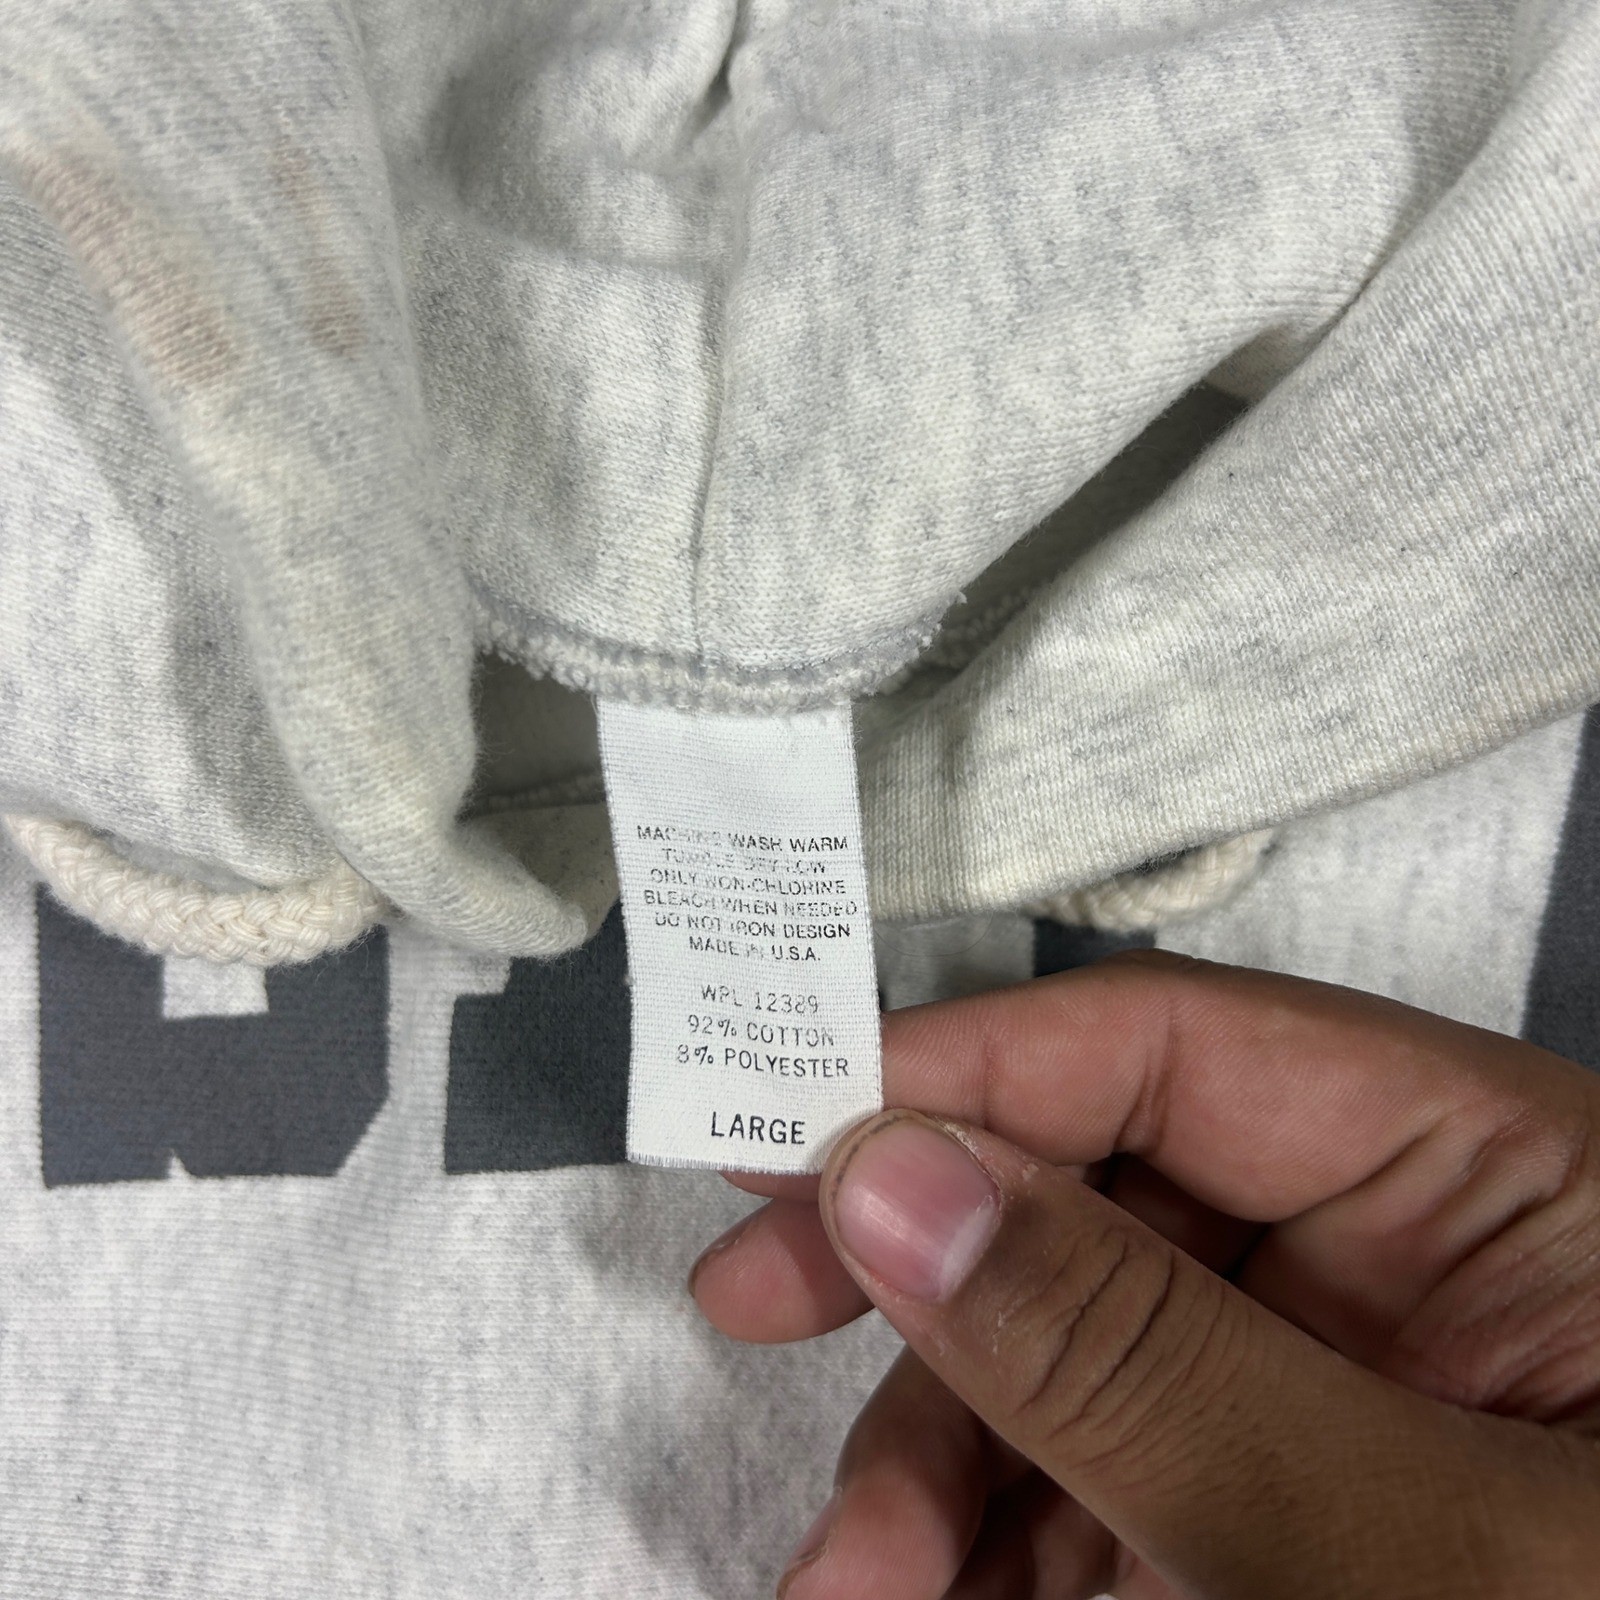 MACHINE WASH WARM
TUMBLE DRY LOW
ONLY NON-CHLORINE
BLEACH WHEN NEEDED
DO NOT IRON DESIGN
MADE IN U.S.A.
WPL 12389
92% COTTON
8% POLYESTER
LARGE